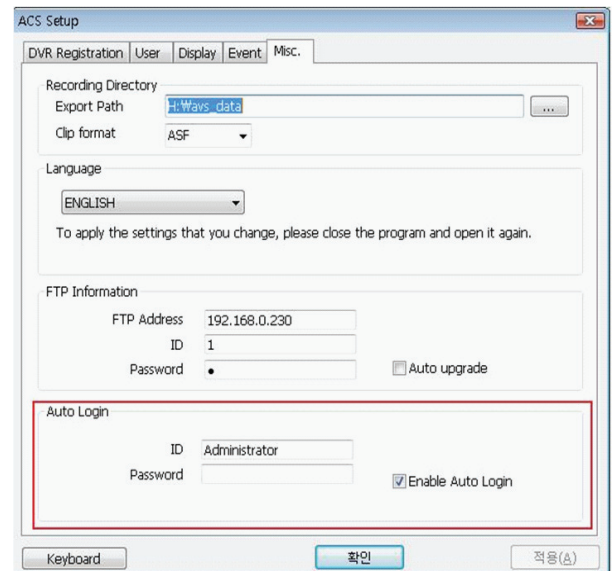 ACS Setup
DVR Registration User Display Event Misc.
Recording Directory
Export Path H:₩avs_data ...
Clip format ASF
Language
ENGLISH
To apply the settings that you change, please close the program and open it again.
FTP Information
FTP Address 192.168.0.230
ID 1
Password ● Auto upgrade
Auto Login
ID Administrator
Password
Enable Auto Login
Keyboard 확인 적용(A)